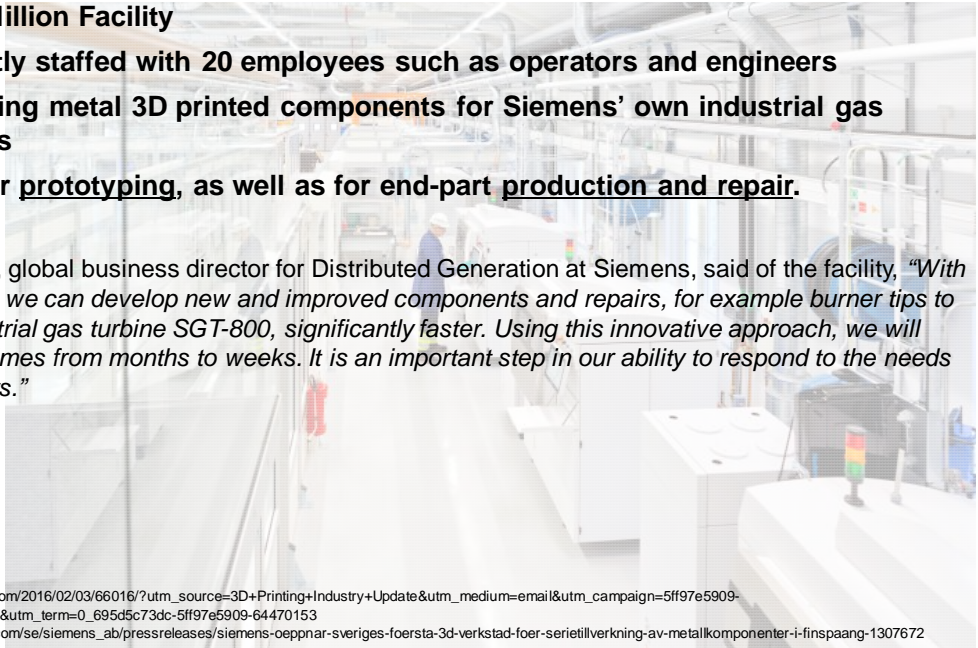 illion Facility
tly staffed with 20 employees such as operators and engineers
ing metal 3D printed components for Siemens’ own industrial gas
s
r prototyping, as well as for end-part production and repair.
, global business director for Distributed Generation at Siemens, said of the facility, “With
we can develop new and improved components and repairs, for example burner tips to
trial gas turbine SGT-800, significantly faster. Using this innovative approach, we will
mes from months to weeks. It is an important step in our ability to respond to the needs
s.”
om/2016/02/03/66016/?utm_source=3D+Printing+Industry+Update&utm_medium=email&utm_campaign=5ff97e5909-
&utm_term=0_695d5c73dc-5ff97e5909-64470153
om/se/siemens_ab/pressreleases/siemens-oeppnar-sveriges-foersta-3d-verkstad-foer-serietillverkning-av-metallkomponenter-i-finspaang-1307672